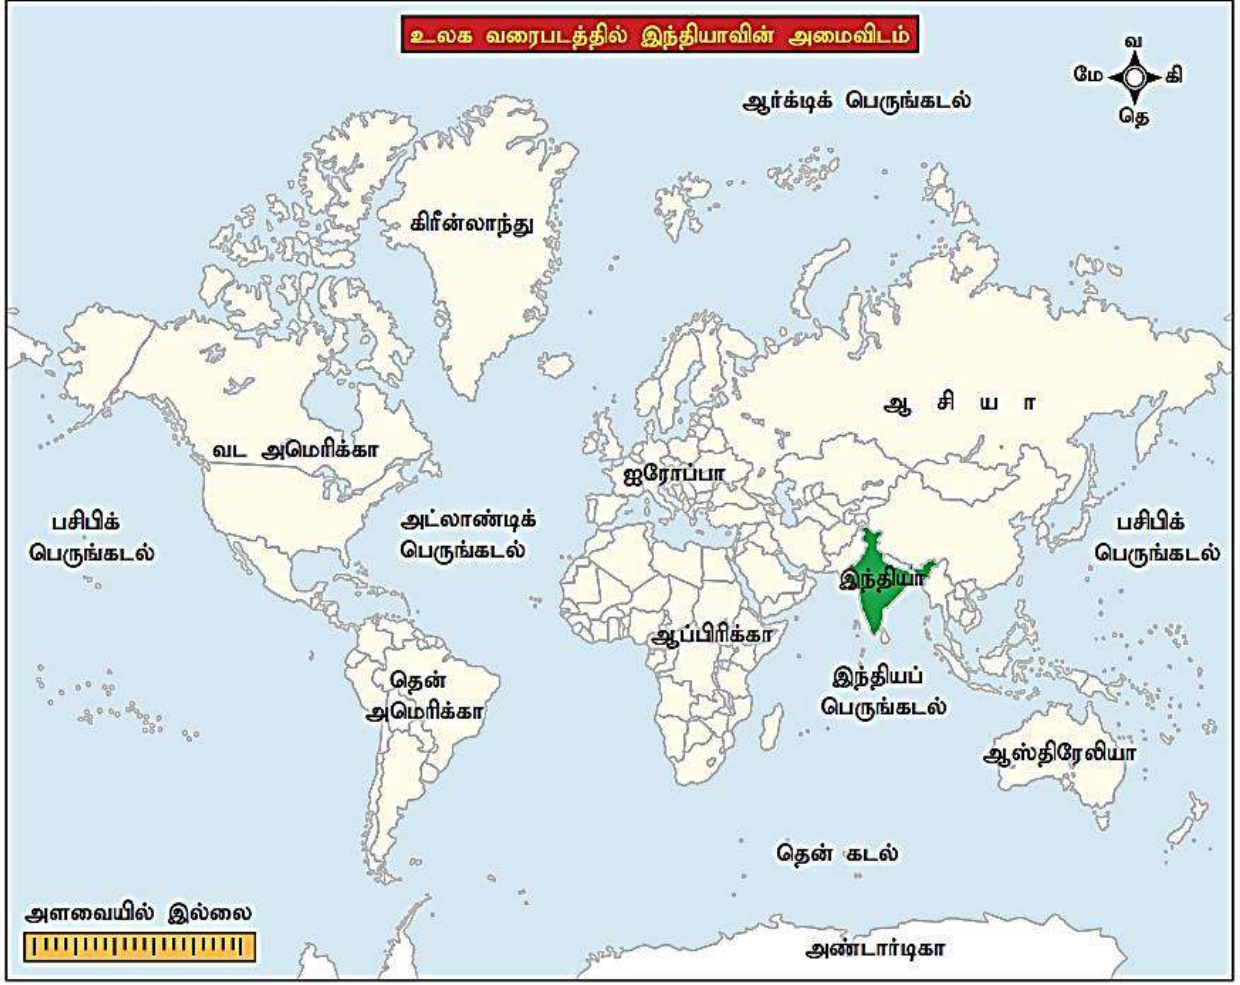 உலக வரைபடத்தில் இந்தியாவின் அமைவிடம்
வ
மே
கி
தெ
ஆர்க்டிக் பெருங்கடல்
கிரீன்லாந்து
ஆசியா
வட அமெரிக்கா
ஐரோப்பா
பசிபிக்
பெருங்கடல்
அட்லாண்டிக்
பெருங்கடல்
பசிபிக்
பெருங்கடல்
இந்தியா
ஆப்பிரிக்கா
தென்
அமெரிக்கா
இந்தியப்
பெருங்கடல்
ஆஸ்திரேலியா
தென் கடல்
அளவையில் இல்லை
அண்டார்டிகா